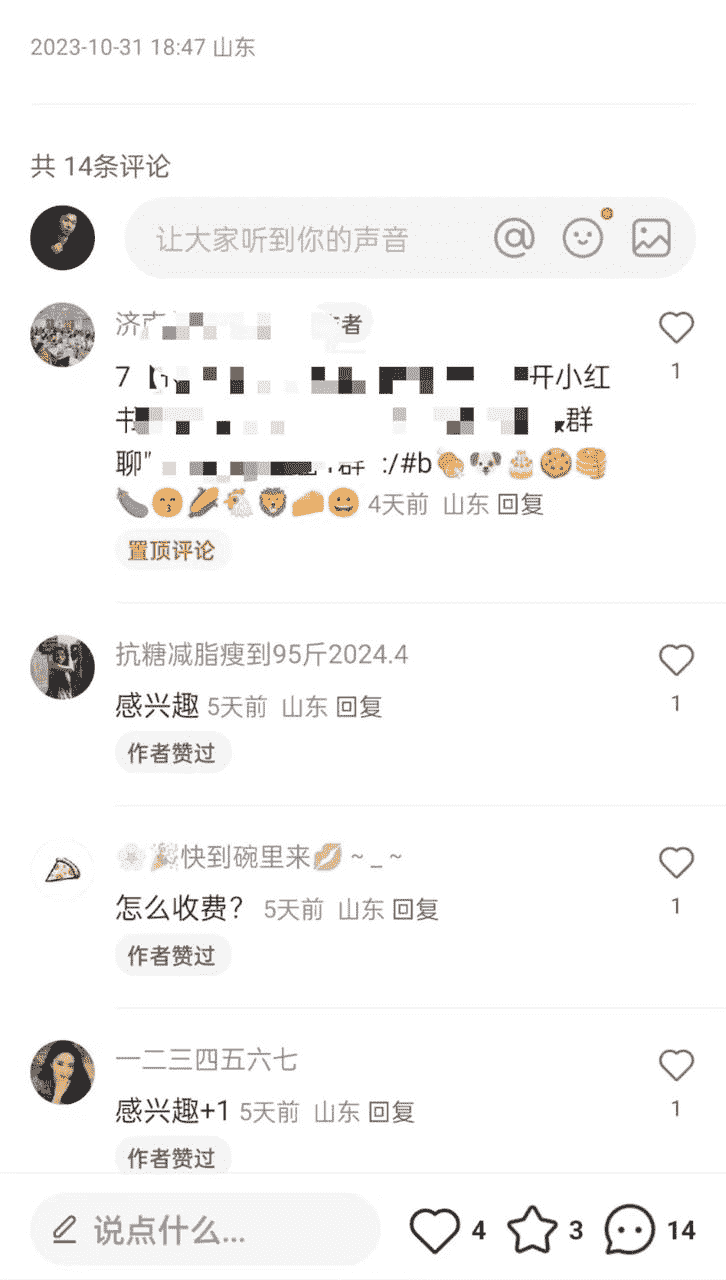 2023-10-31 18:47 山东
共 14条评论
让大家听到你的声音
济南 者
7【 开小红
书 群
聊" 群 :/#b🍗🐶🎂🍪🥞
🍆😙🌽🐔🦁🧀😀 4天前 山东 回复
置顶评论
1
抗糖减脂瘦到95斤2024.4
感兴趣 5天前 山东 回复
1
作者赞过
🌸🎉快到碗里来💋~_~
怎么收费？ 5天前 山东 回复
1
作者赞过
一二三四五六七
感兴趣+1 5天前 山东 回复
1
作者赞过
说点什么... 4 3 14